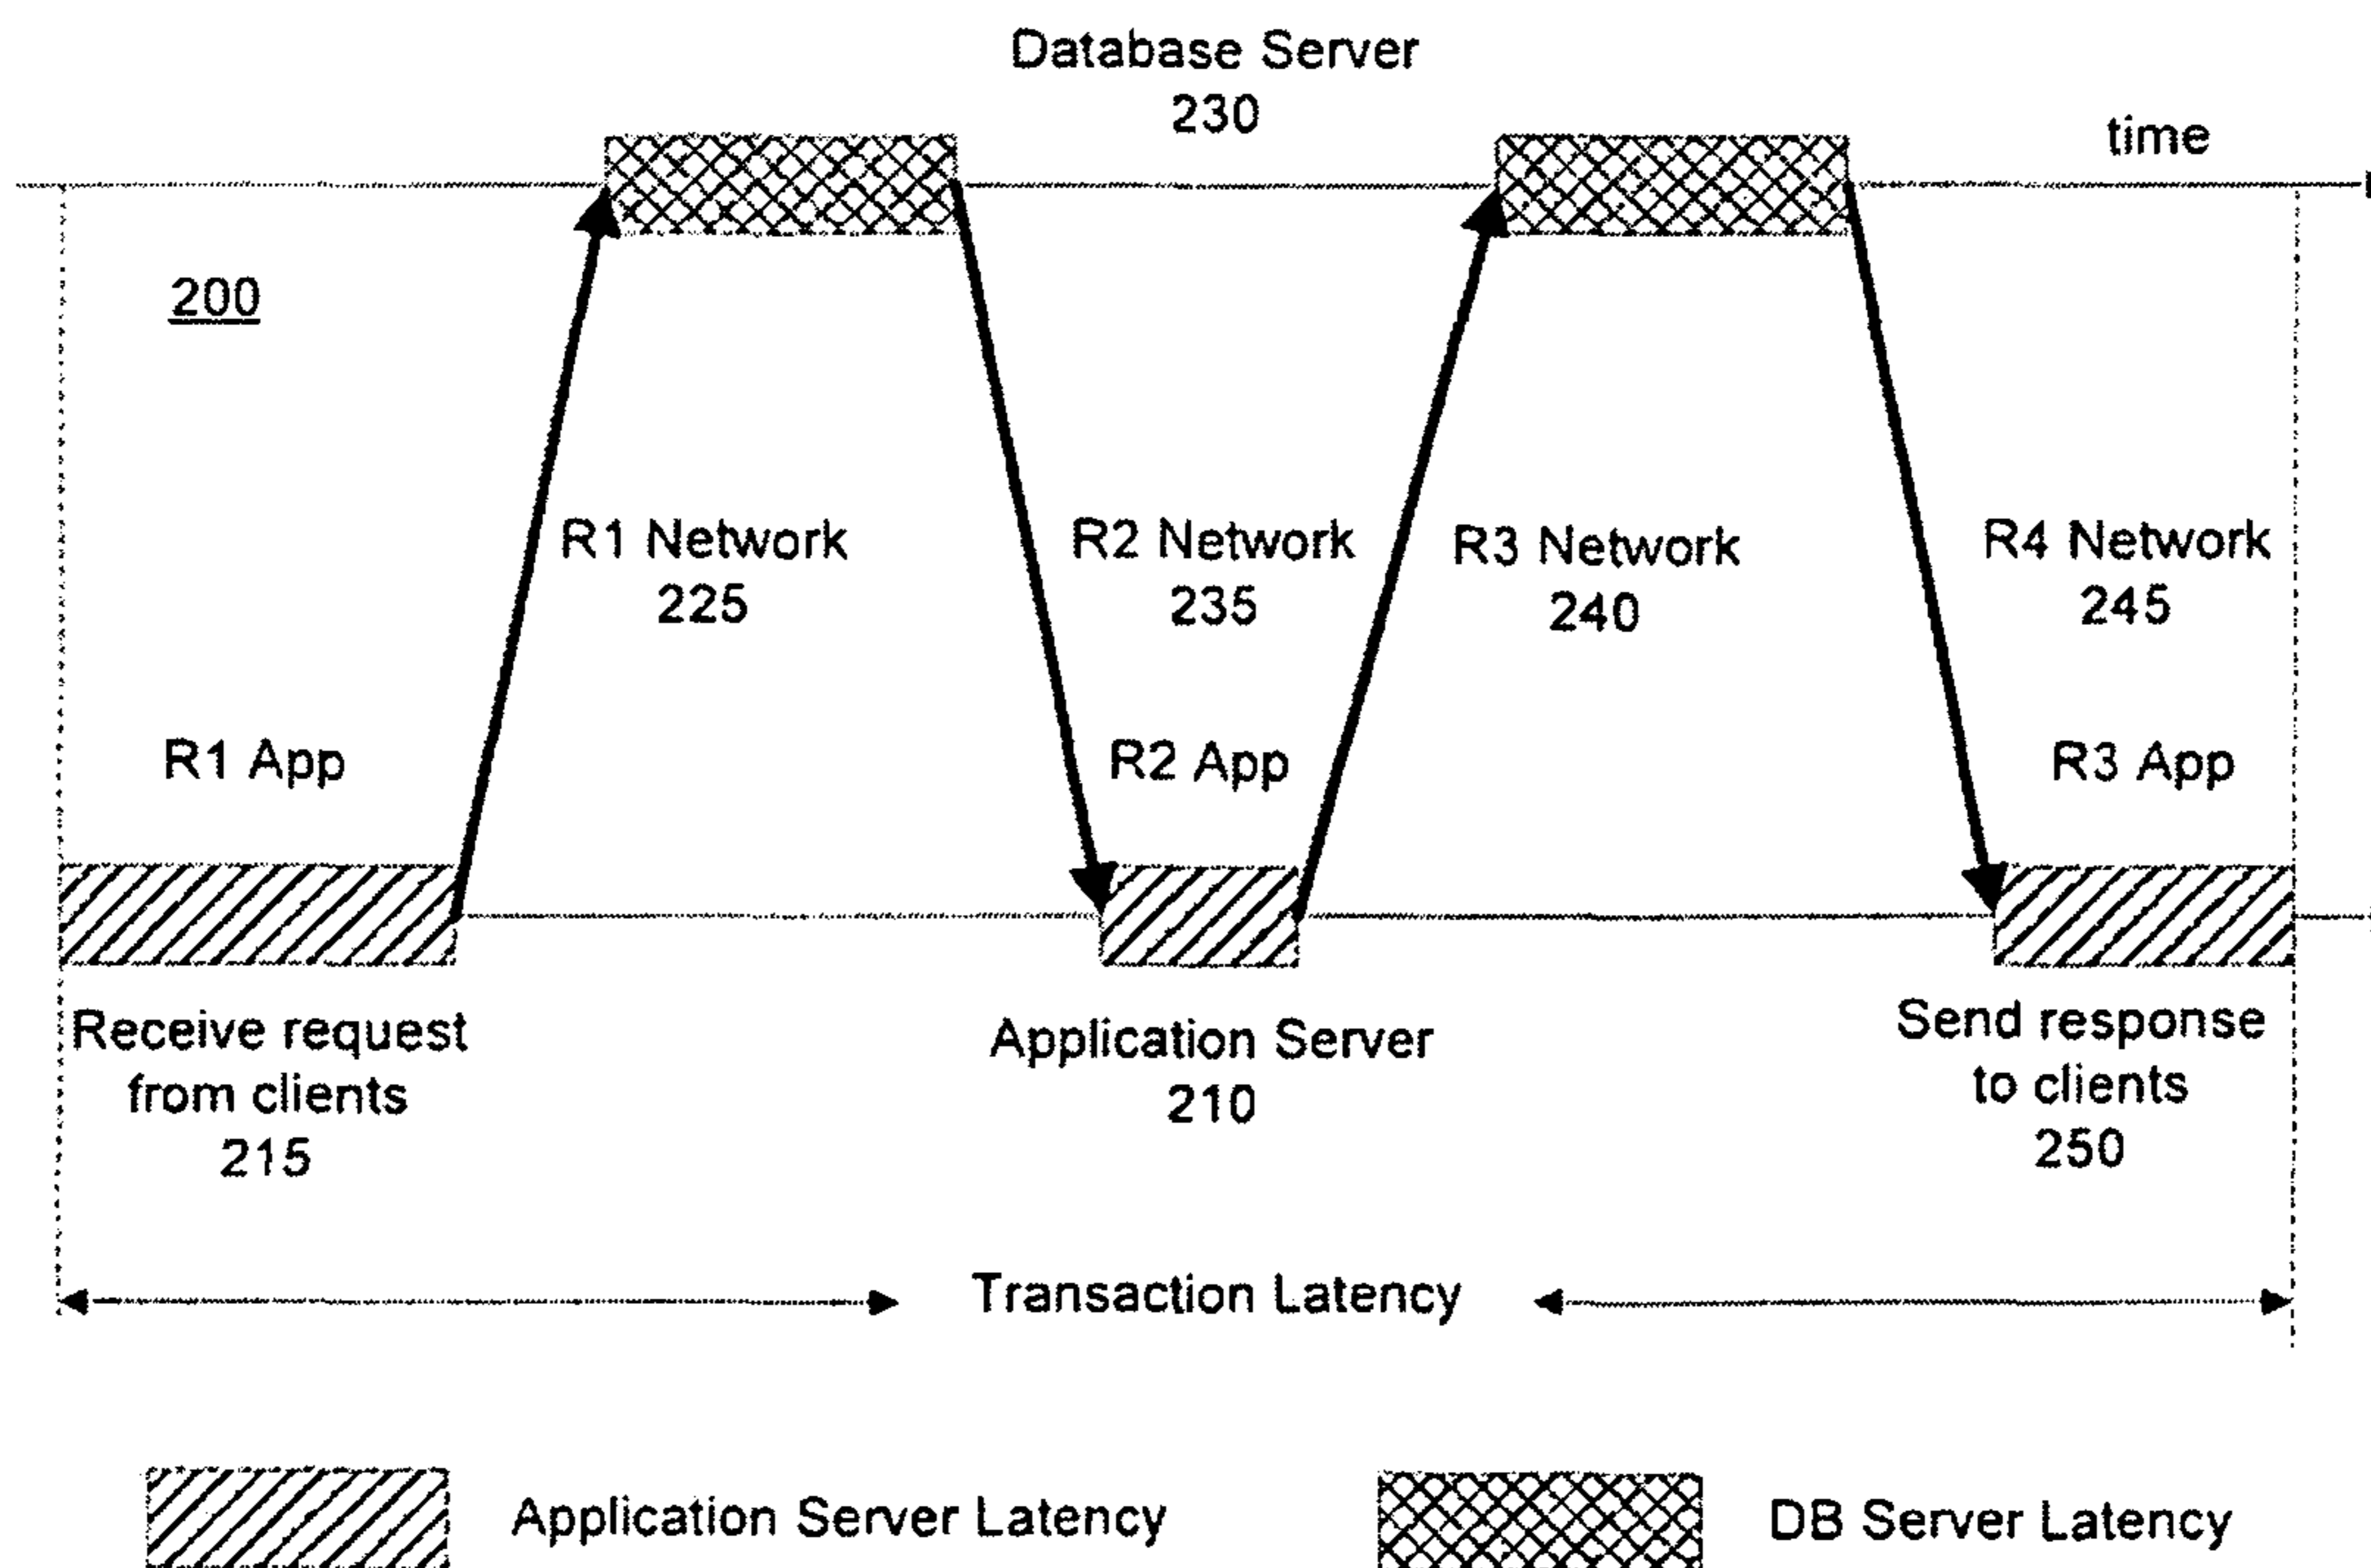 Database Server
230
time
200
R1 Network
225
R2 Network
235
R3 Network
240
R4 Network
245
R1 App
R2 App
R3 App
Receive request
from clients
215
Application Server
210
Send response
to clients
250
Transaction Latency
Application Server Latency
DB Server Latency